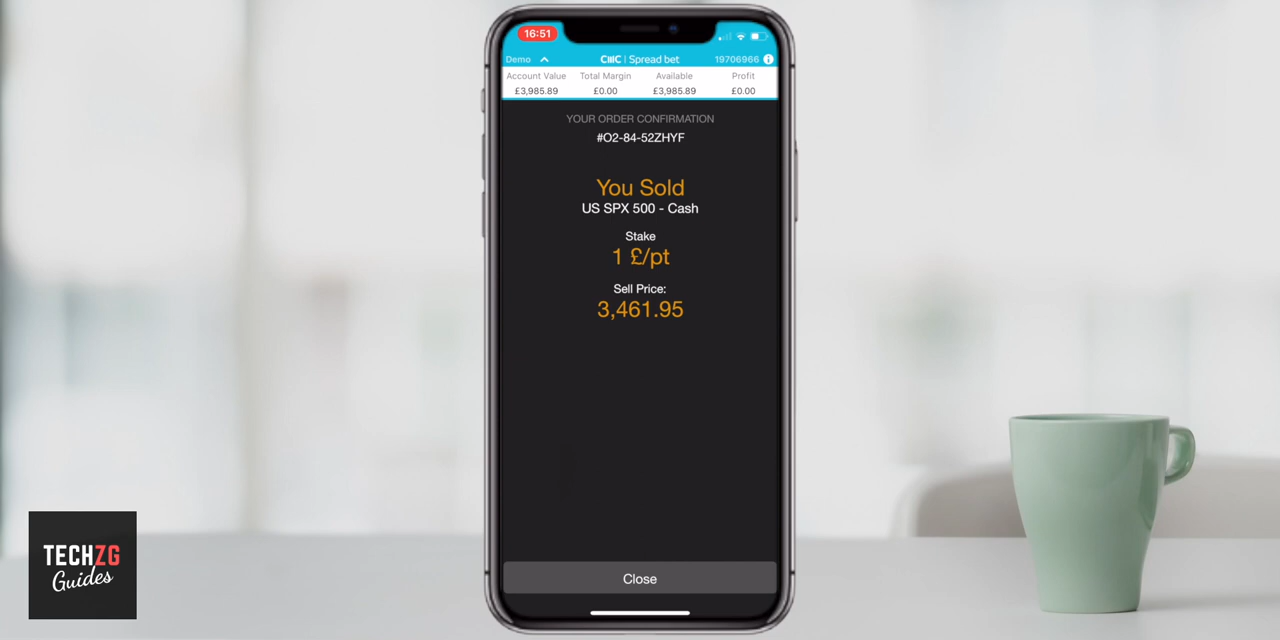 16:51
Demo CMC | Spread bet 19706966
Account Value Total Margin Available Profit
£3,985.89 £0.00 £3,985.89 £0.00
YOUR ORDER CONFIRMATION
#O2-84-52ZHYF
You Sold
US SPX 500 - Cash
Stake
1 £/pt
Sell Price:
3,461.95
Close
TECHZG
Guides